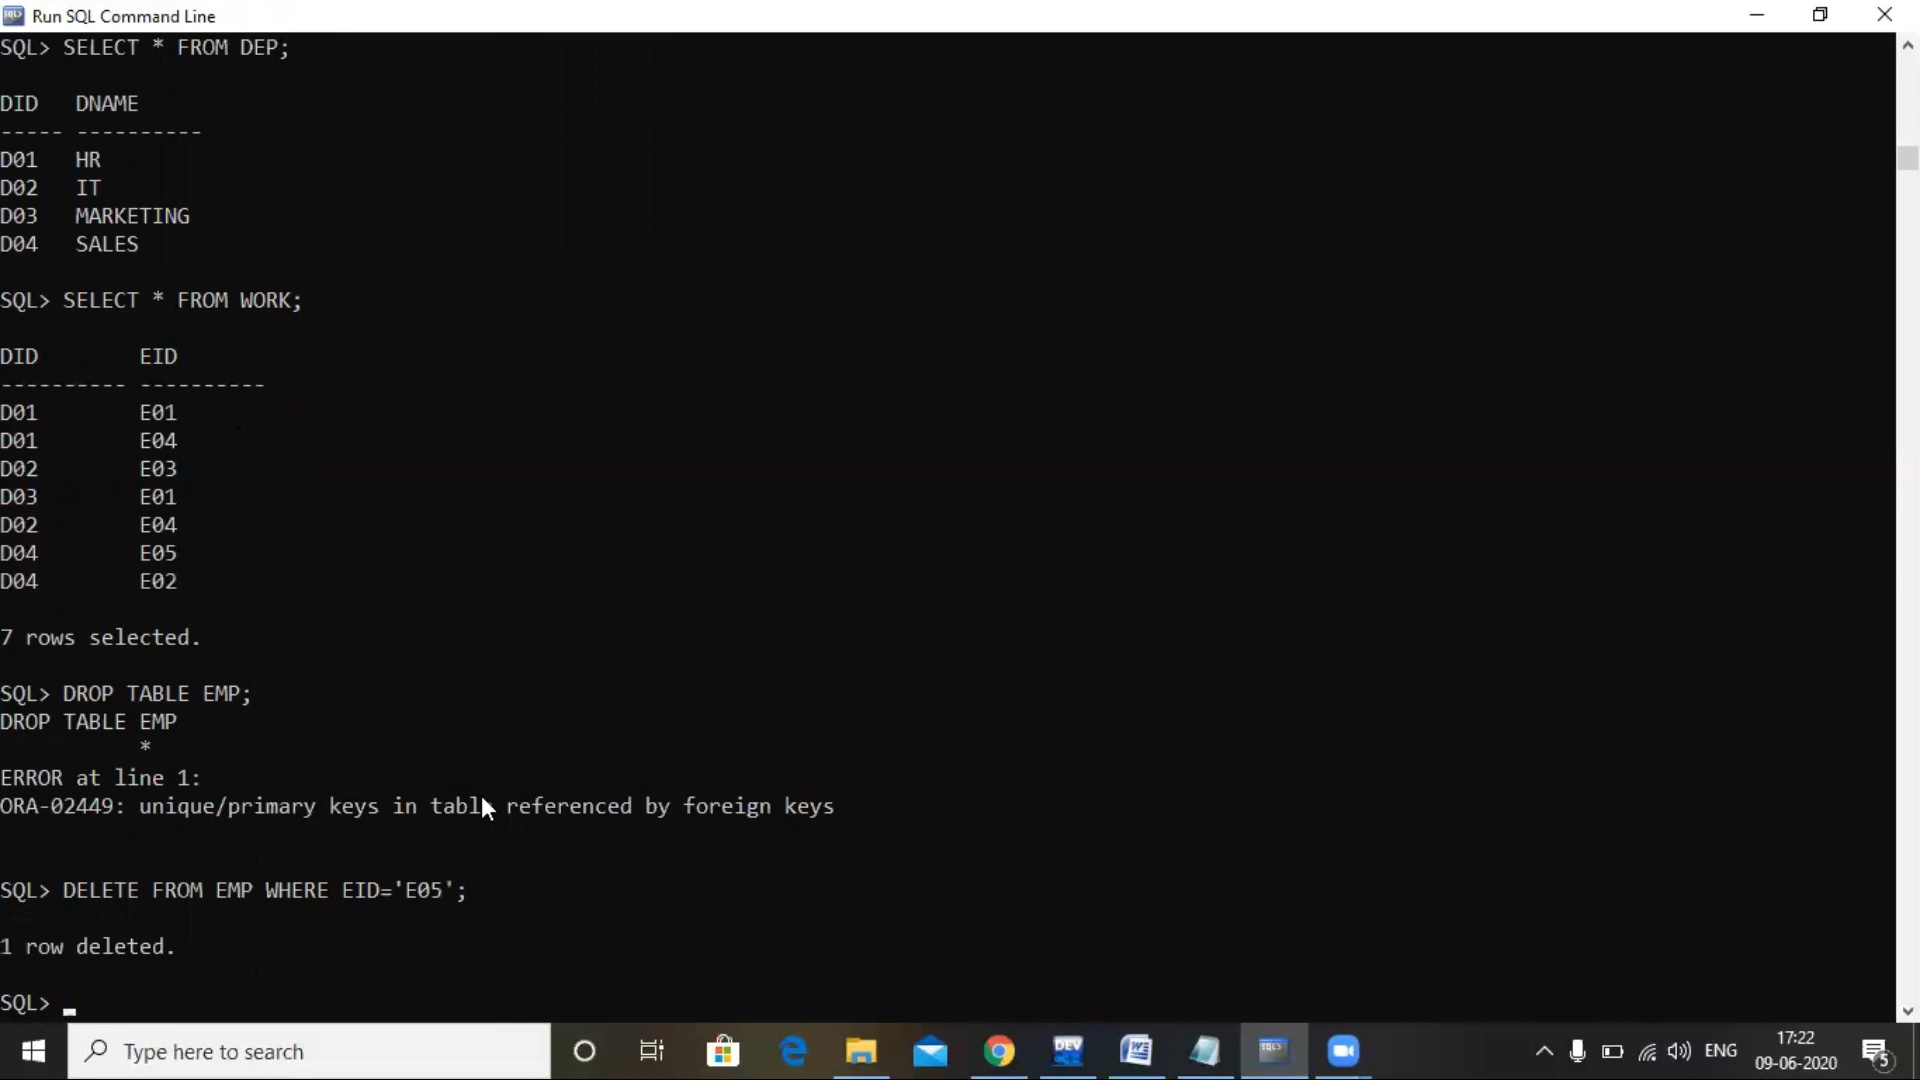 Run SQL Command Line
SQL> SELECT * FROM DEP;
DID   DNAME
----- ----------
D01   HR
D02   IT
D03   MARKETING
D04   SALES
SQL> SELECT * FROM WORK;
DID        EID
---------- ----------
D01        E01
D01        E04
D02        E03
D03        E01
D02        E04
D04        E05
D04        E02
7 rows selected.
SQL> DROP TABLE EMP;
DROP TABLE EMP
           *
ERROR at line 1:
ORA-02449: unique/primary keys in table referenced by foreign keys
SQL> DELETE FROM EMP WHERE EID='E05';
1 row deleted.
SQL>
Type here to search
DEV
ENG
17:22
09-06-2020
5